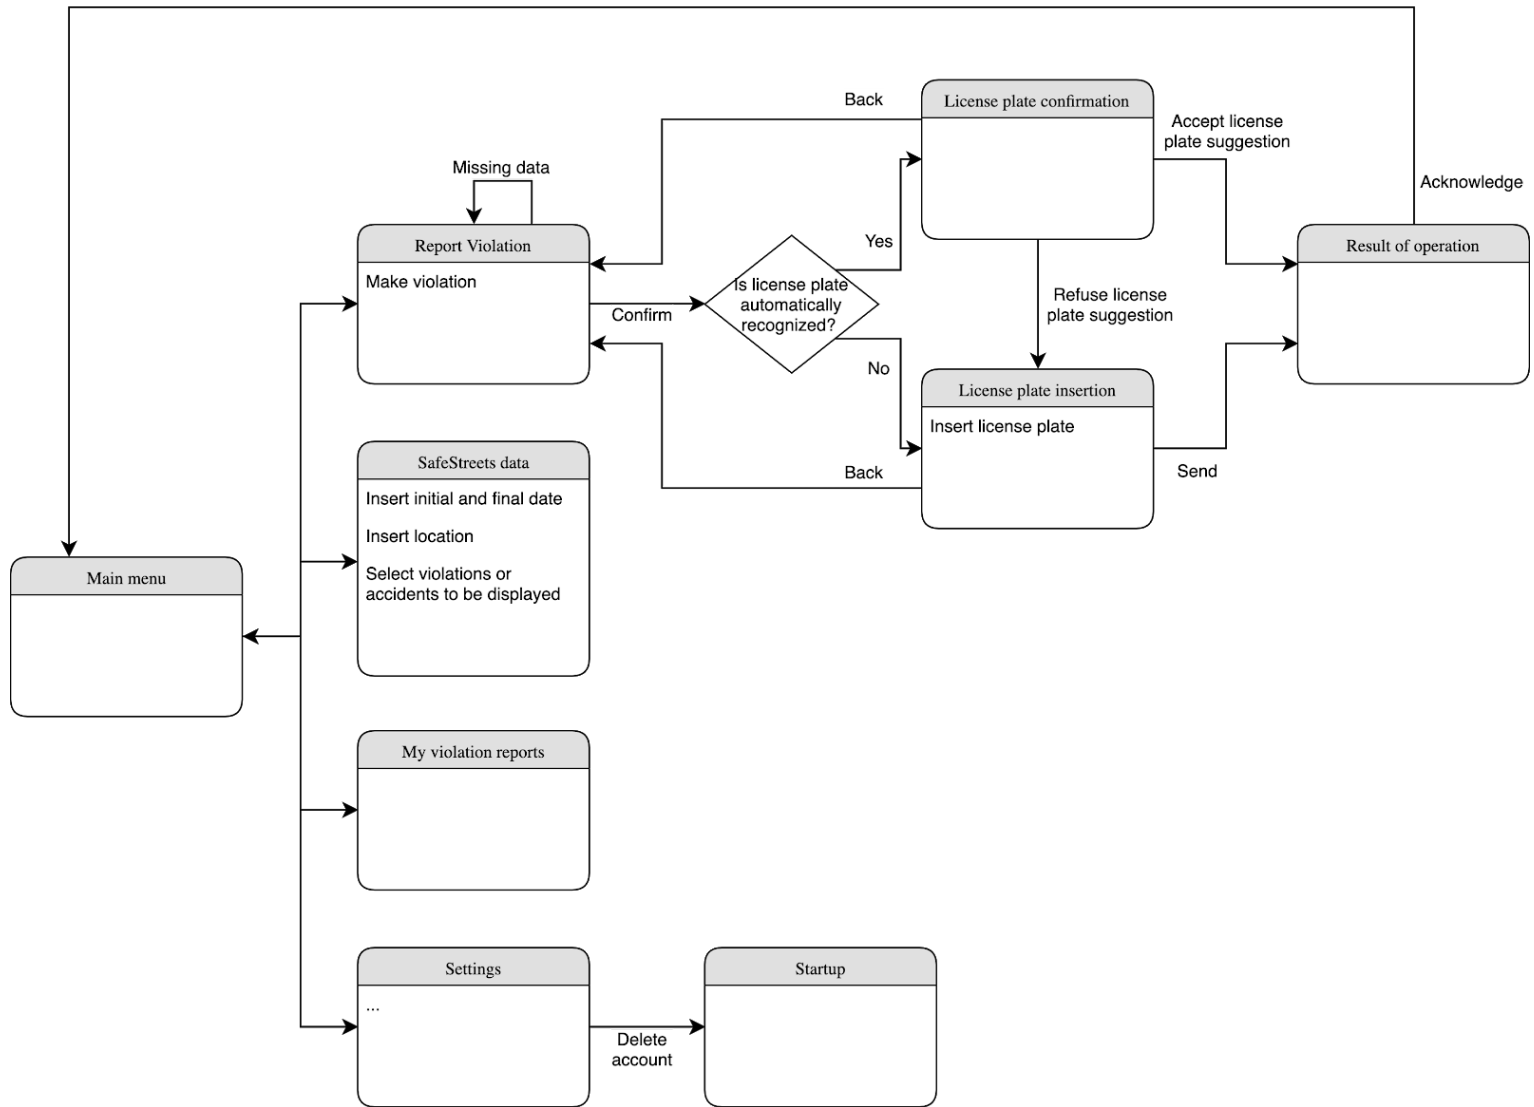 Back
License plate confirmation
Accept license
plate suggestion
Missing data
Acknowledge
Report Violation
Make violation
Yes
Result of operation
Is license plate
automatically
recognized?
Confirm
Refuse license
plate suggestion
No
License plate insertion
Insert license plate
Back
Send
SafeStreets data
Insert initial and final date
Insert location
Select violations or
accidents to be displayed
Main menu
My violation reports
Settings
...
Startup
Delete
account